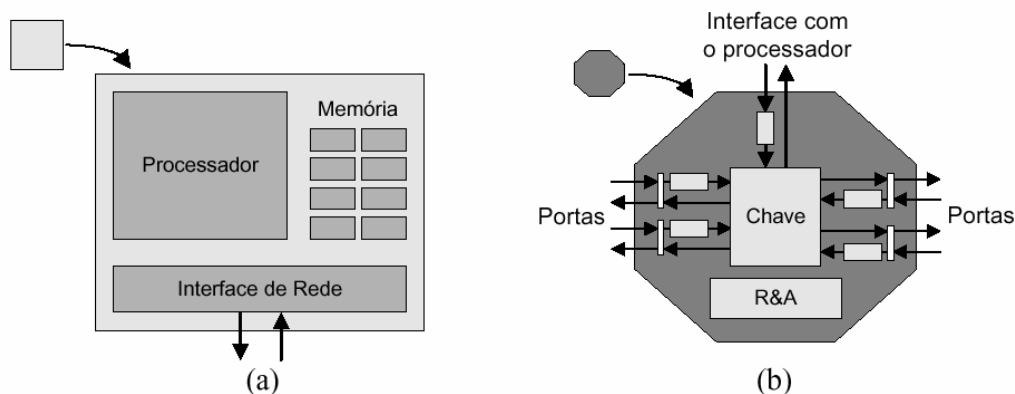 Memória
Processador
Interface de Rede
(a)
Interface com
o processador
Portas
Chave
Portas
R&A
(b)